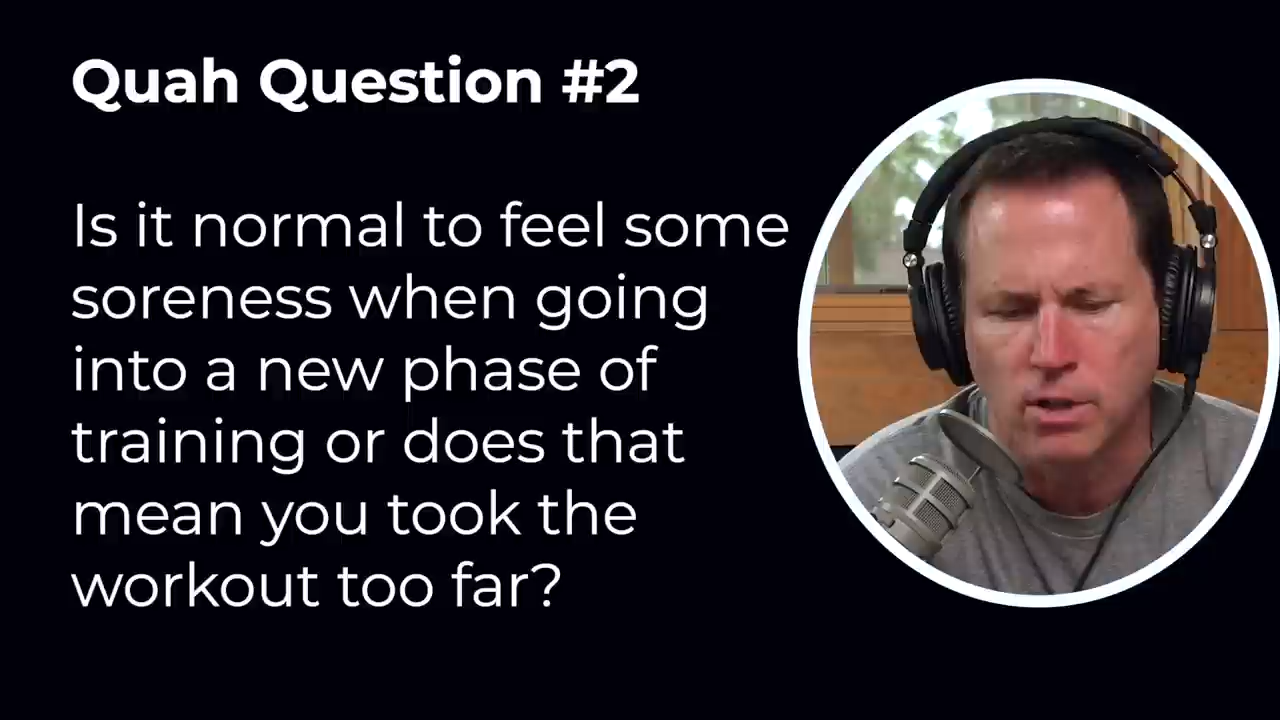 Quah Question #2
Is it normal to feel some
soreness when going
into a new phase of
training or does that
mean you took the
workout too far?